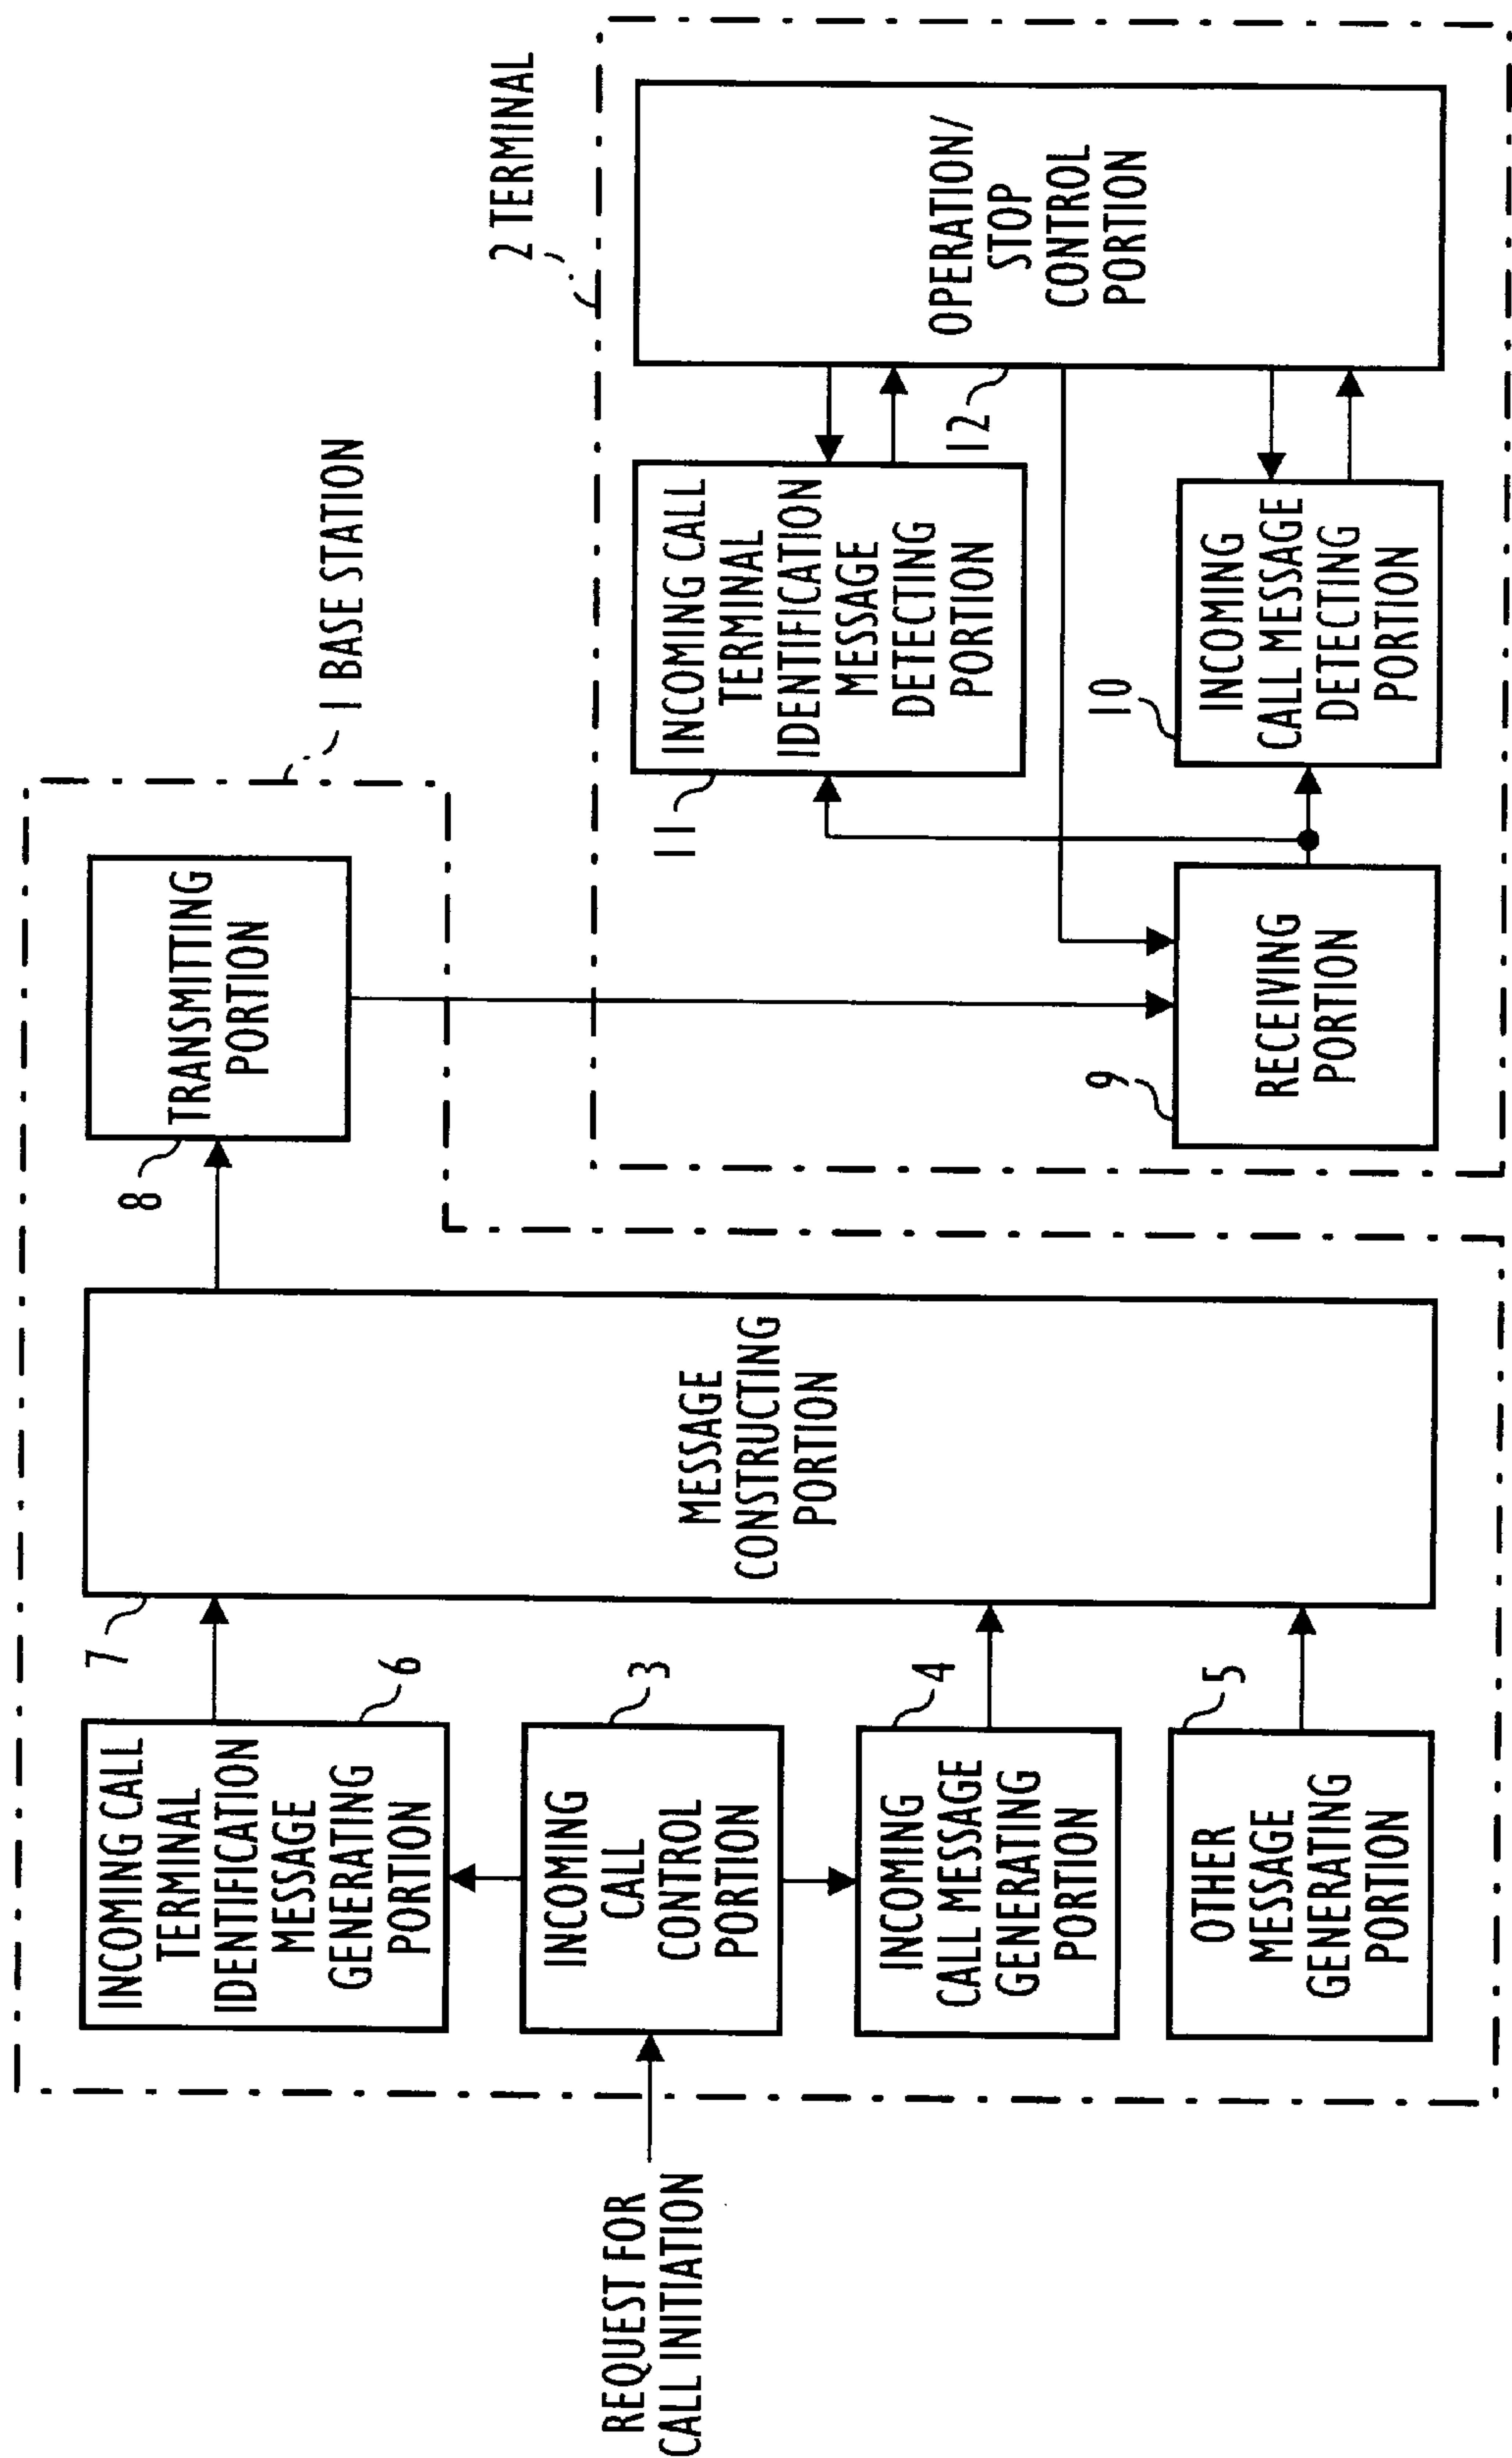 1 BASE STATION
2 TERMINAL
REQUEST FOR
CALL INITIATION
INCOMING CALL
TERMINAL
IDENTIFICATION
MESSAGE
GENERATING
PORTION
6
INCOMING
CALL
CONTROL
PORTION
3
INCOMING
CALL MESSAGE
GENERATING
PORTION
4
OTHER
MESSAGE
GENERATING
PORTION
5
7
MESSAGE
CONSTRUCTING
PORTION
8
TRANSMITTING
PORTION
9
RECEIVING
PORTION
11
INCOMING CALL
TERMINAL
IDENTIFICATION
MESSAGE
DETECTING
PORTION
10
INCOMING
CALL MESSAGE
DETECTING
PORTION
12
OPERATION/
STOP
CONTROL
PORTION